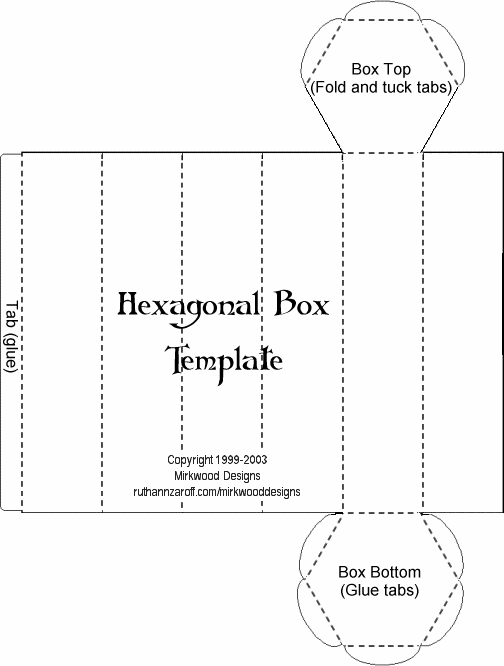 Box Top
(Fold and tuck tabs)
Tab (glue)
Hexagonal Box
Template
Copyright 1999-2003
Mirkwood Designs
ruthannzaroff.com/mirkwooddesigns
Box Bottom
(Glue tabs)